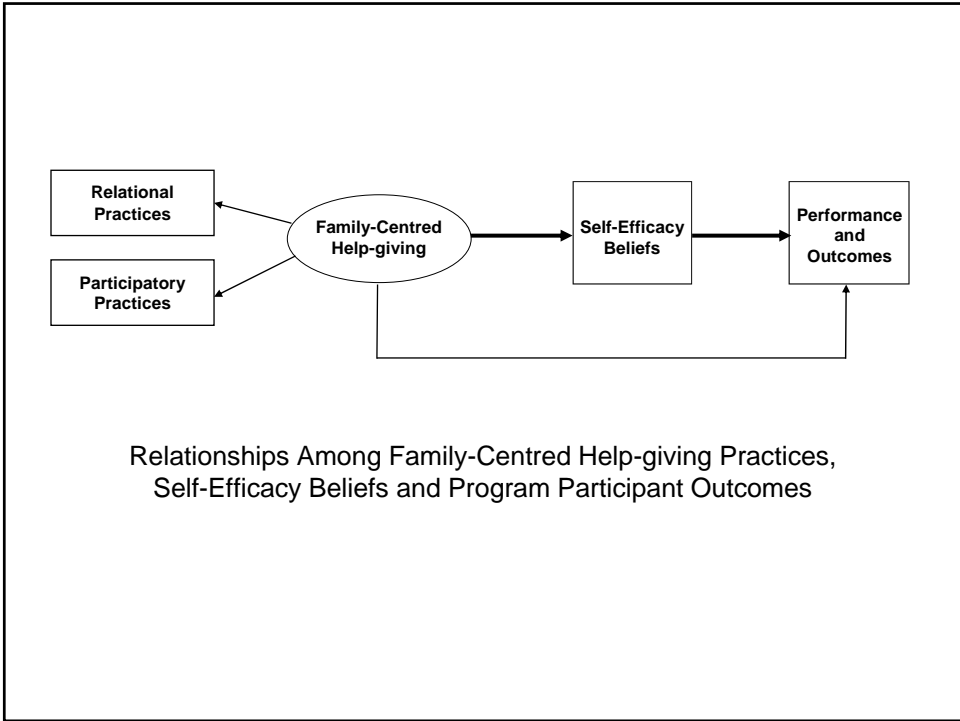 Relational
Practices
Participatory
Practices
Family-Centred
Help-giving
Self-Efficacy
Beliefs
Performance
and
Outcomes
Relationships Among Family-Centred Help-giving Practices,
Self-Efficacy Beliefs and Program Participant Outcomes